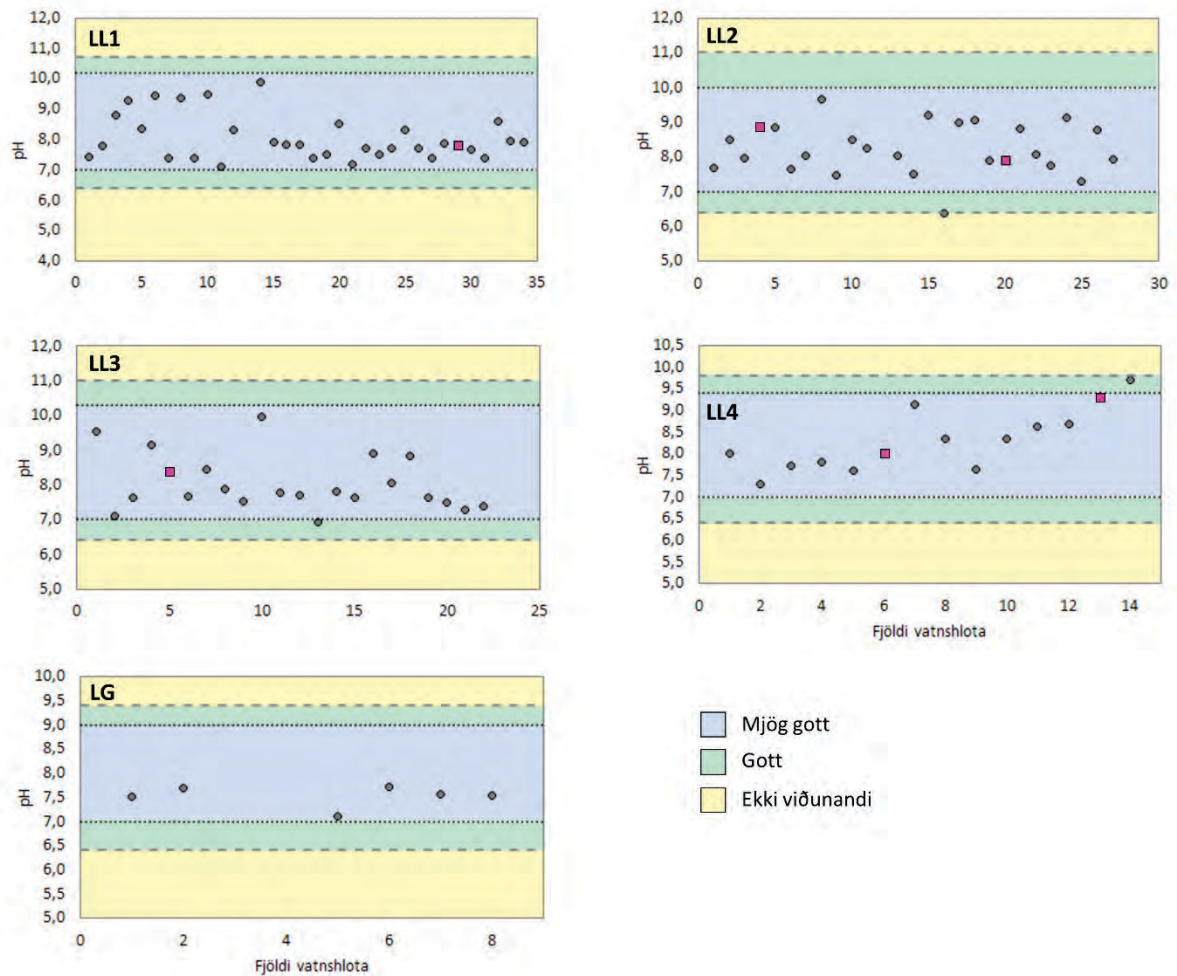 LL1
12,0
11,0
10,0
9,0
8,0
7,0
6,0
5,0
4,0
pH
0 5 10 15 20 25 30 35
LL2
12,0
11,0
10,0
9,0
8,0
7,0
6,0
5,0
pH
0 5 10 15 20 25 30
LL3
12,0
11,0
10,0
9,0
8,0
7,0
6,0
5,0
pH
0 5 10 15 20 25
LL4
10,5
10,0
9,5
9,0
8,5
8,0
7,5
7,0
6,5
6,0
5,5
5,0
pH
0 2 4 6 8 10 12 14
Fjöldi vatnshlota
LG
10,0
9,5
9,0
8,5
8,0
7,5
7,0
6,5
6,0
5,5
5,0
pH
0 2 4 6 8
Fjöldi vatnshlota
Mjög gott
Gott
Ekki viðunandi